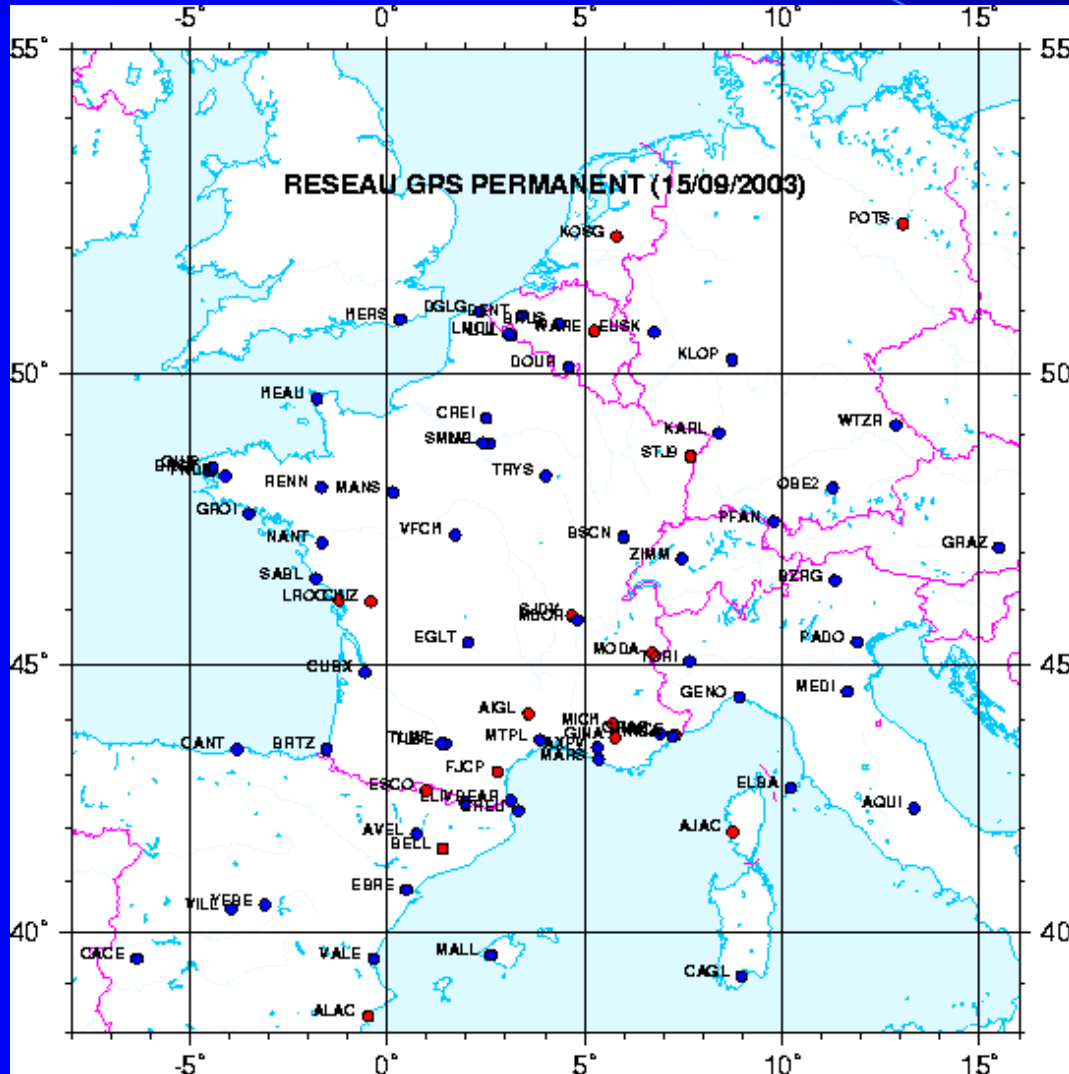 -5° 0° 5° 10° 15°
55° 55°
RESEAU GPS PERMANENT (15/09/2003)
POTS
KOSG
HERS DGLG DENT BRUS WARE EUSK
KLOP
DOUR
50° 50°
HEAU
CREI
WTZR
KARL
STJ9
TRYS
RENN MANS
OBE2
GROI
PFAN
VFCH BSCN
NANT
GRAZ
ZIMM
SABL
BZRG
EGLT
PADO
MODA TORI
45° 45°
CUBX
MEDI
GENO
AIGL
MICH
MTPL
CANT BRTZ
AXPV
MARS
FJCP
ESCO
ELBA
AQUI
AVEL
AJAC
BELL
EBRE
VILL YEBE
40° 40°
CACE VALE MALL
CAGL
ALAC
-5° 0° 5° 10° 15°